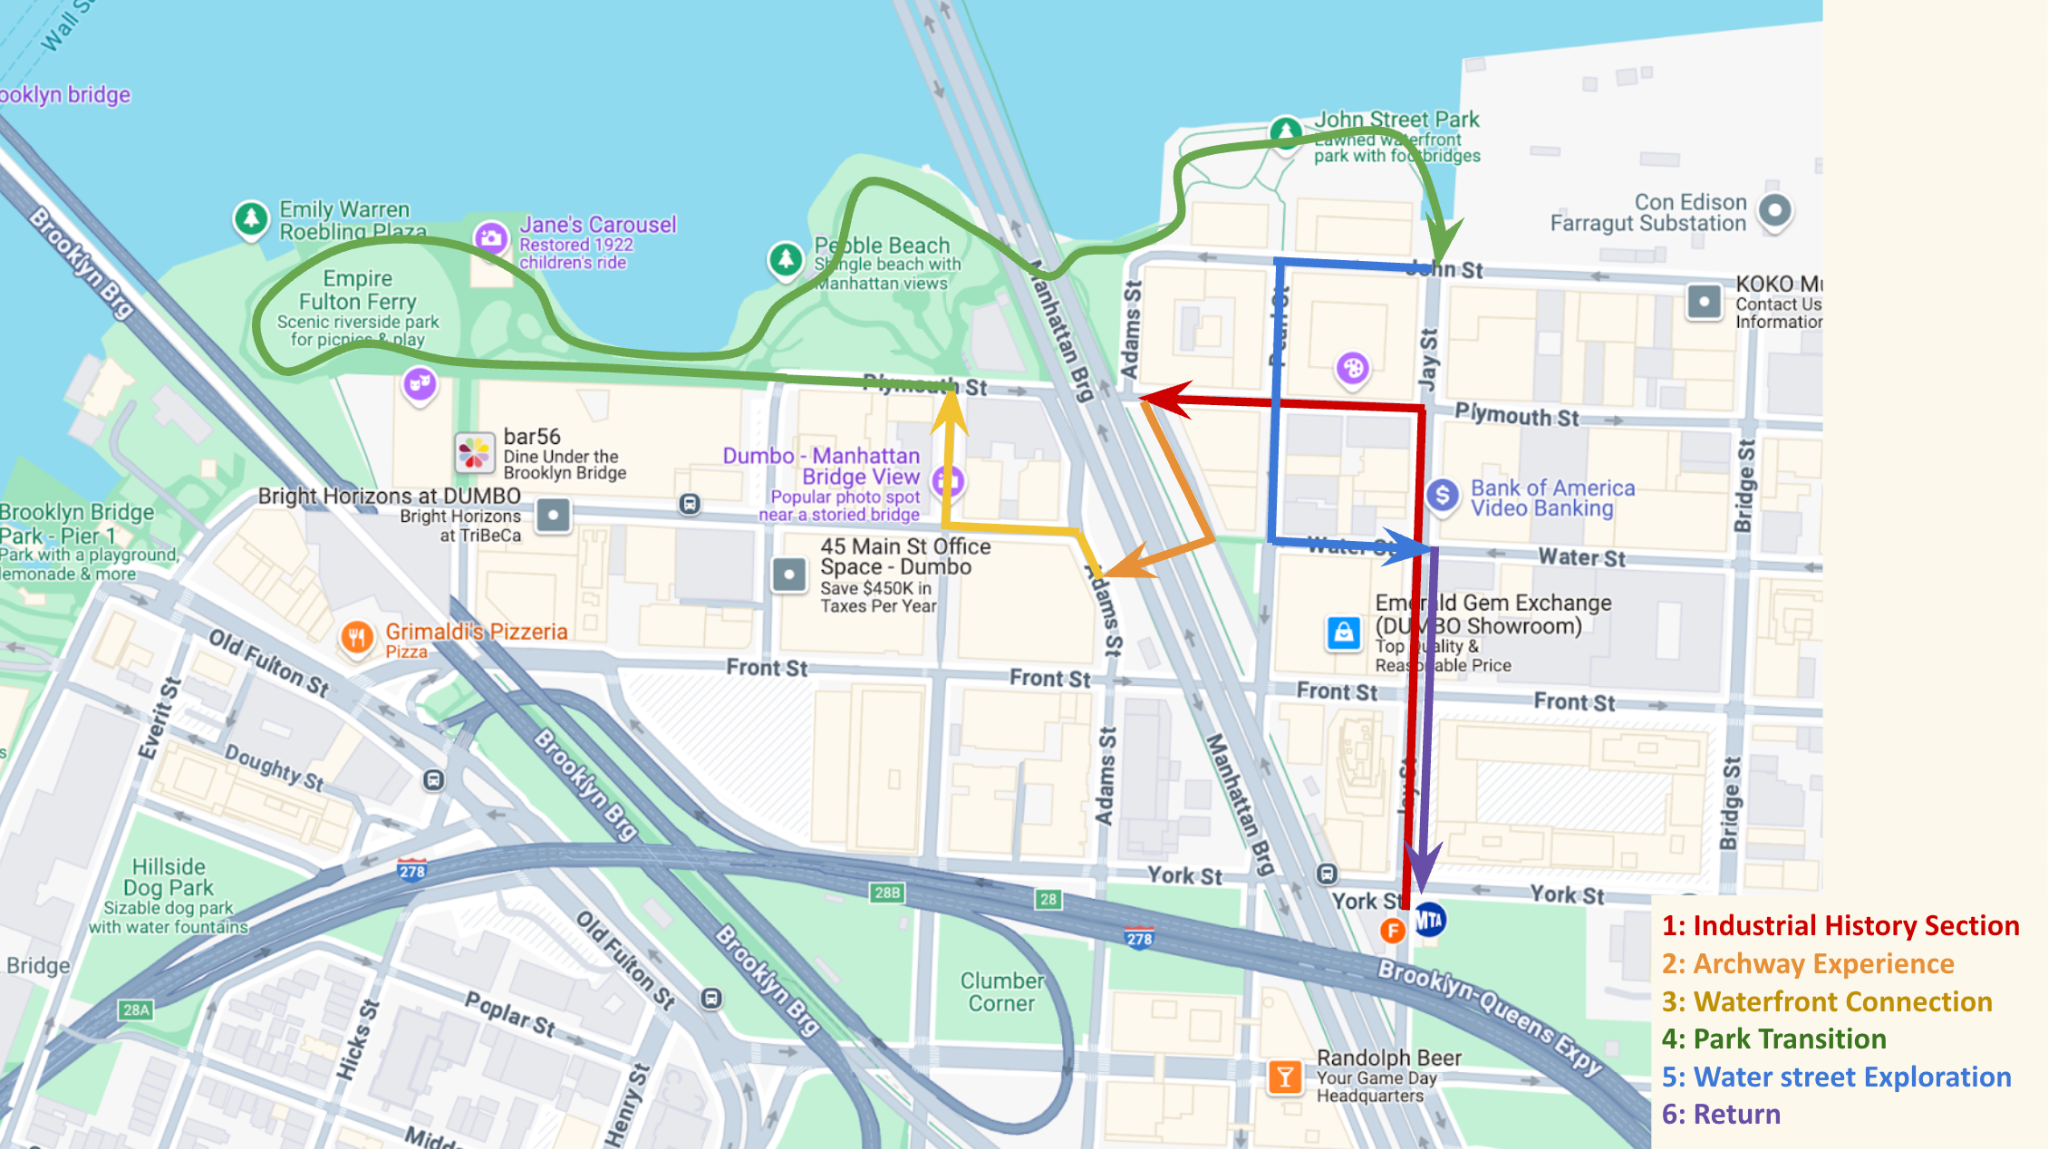 Wall S
ooklyn bridge
Brooklyn Brg
Emily Warren
Roebling Plaza
Jane's Carousel
Restored 1922
children's ride
Empire
Fulton Ferry
Scenic riverside park
for picnics & play
Pebble Beach
Shingle beach with
Manhattan views
John Street Park
Lawned waterfront
park with footbridges
Con Edison
Farragut Substation
John St
KOKO Mu
Contact Us
Information
Manhattan Brg
Adams St
Pearl St
Jay St
Plymouth St
Plymouth St
bar56
Dine Under the
Brooklyn Bridge
Dumbo - Manhattan
Bridge View
Popular photo spot
near a storied bridge
Bright Horizons at DUMBO
Bright Horizons
at TriBeCa
Brooklyn Bridge
Park - Pier 1
Park with a playground,
lemonade & more
Bank of America
Video Banking
Bridge St
45 Main St Office
Space - Dumbo
Save $450K in
Taxes Per Year
Water St
Water St
Adams St
Emerald Gem Exchange
(DUMBO Showroom)
Top Quality &
Reasonable Price
Grimaldi's Pizzeria
Pizza
Old Fulton St
Front St
Front St
Front St
Front St
Everit St
Doughty St
Brooklyn Brg
Adams St
Manhattan Brg
Jay St
Bridge St
Hillside
Dog Park
Sizable dog park
with water fountains
278
28B
28
York St
York St
York St
F
MTA
278
Bridge
28A
Old Fulton St
Brooklyn Brg
Clumber
Corner
Brooklyn-Queens Expy
Poplar St
Hicks St
Henry St
Midd
Randolph Beer
Your Game Day
Headquarters
1: Industrial History Section
2: Archway Experience
3: Waterfront Connection
4: Park Transition
5: Water street Exploration
6: Return